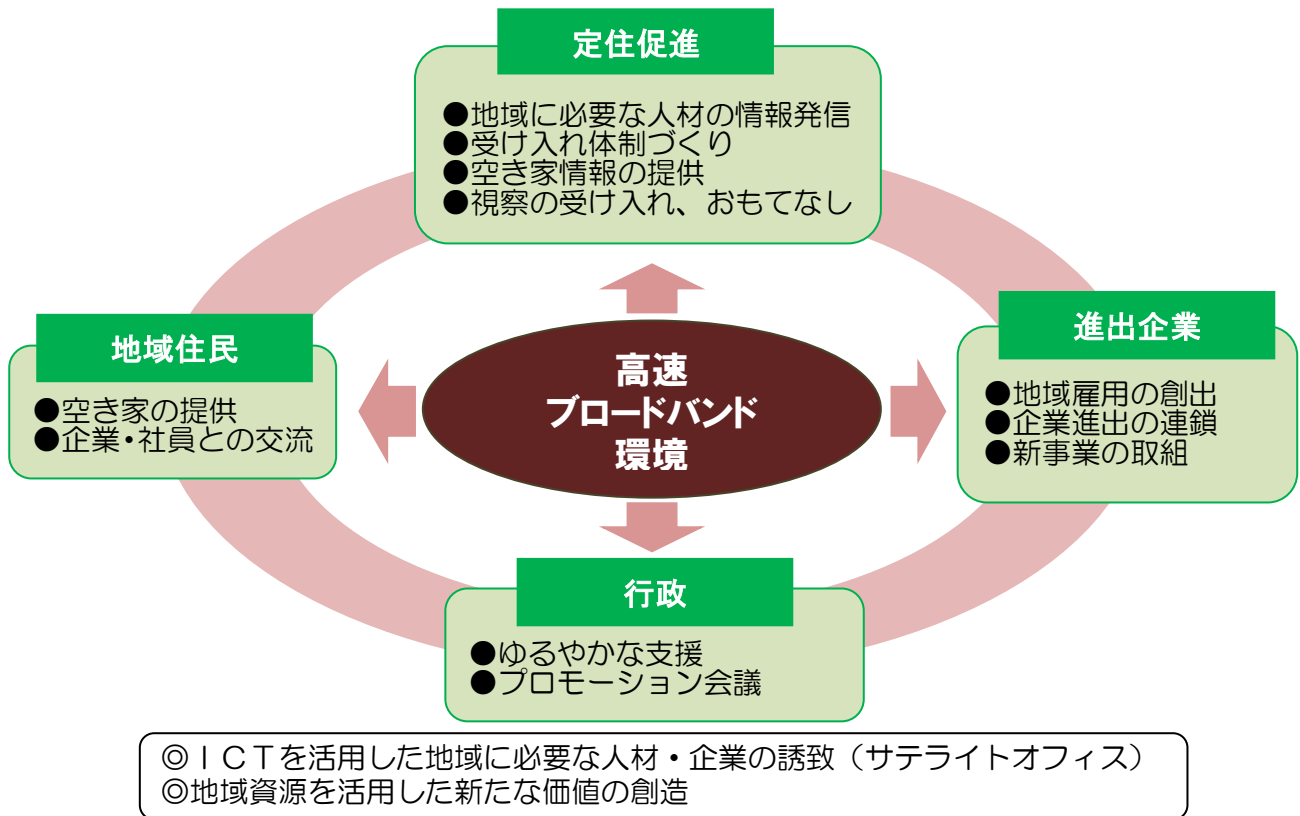 定住促進
●地域に必要な人材の情報発信
●受け入れ体制づくり
●空き家情報の提供
●視察の受け入れ、おもてなし
地域住民
●空き家の提供
●企業・社員との交流
高速
ブロードバンド
環境
進出企業
●地域雇用の創出
●企業進出の連鎖
●新事業の取組
行政
●ゆるやかな支援
●プロモーション会議
◎ＩＣＴを活用した地域に必要な人材・企業の誘致（サテライトオフィス）
◎地域資源を活用した新たな価値の創造